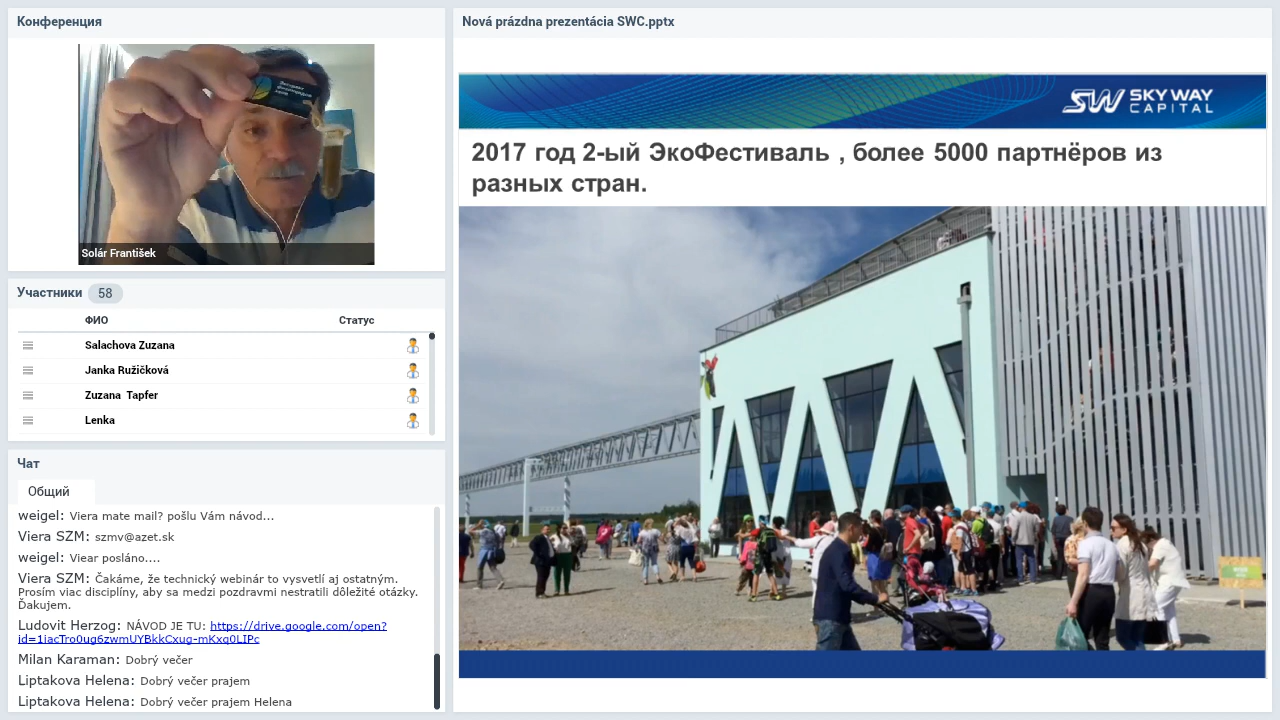 Конференция
Solár František
Участники 58
ФИО Статус
Salachova Zuzana
Janka Ružičková
Zuzana Tapfer
Lenka
Чат
Общий
weigel: Viera mate mail? pošlu Vám návod...
Viera SZM: szmv@azet.sk
weigel: Viear posláno....
Viera SZM: Čakáme, že technický webinár to vysvetlí aj ostatným.
Prosím viac disciplíny, aby sa medzi pozdravmi nestratili dôležité otázky.
Ďakujem.
Ludovit Herzog: NÁVOD JE TU: https://drive.google.com/open?
id=1iacTro0ug6zwmUYBkkCxug-mKxq0LIPc
Milan Karaman: Dobrý večer
Liptakova Helena: Dobrý večer prajem
Liptakova Helena: Dobrý večer prajem Helena
Nová prázdna prezentácia SWC.pptx
SW SKY WAY
CAPITAL
2017 год 2-ый ЭкоФестиваль , более 5000 партнёров из
разных стран.